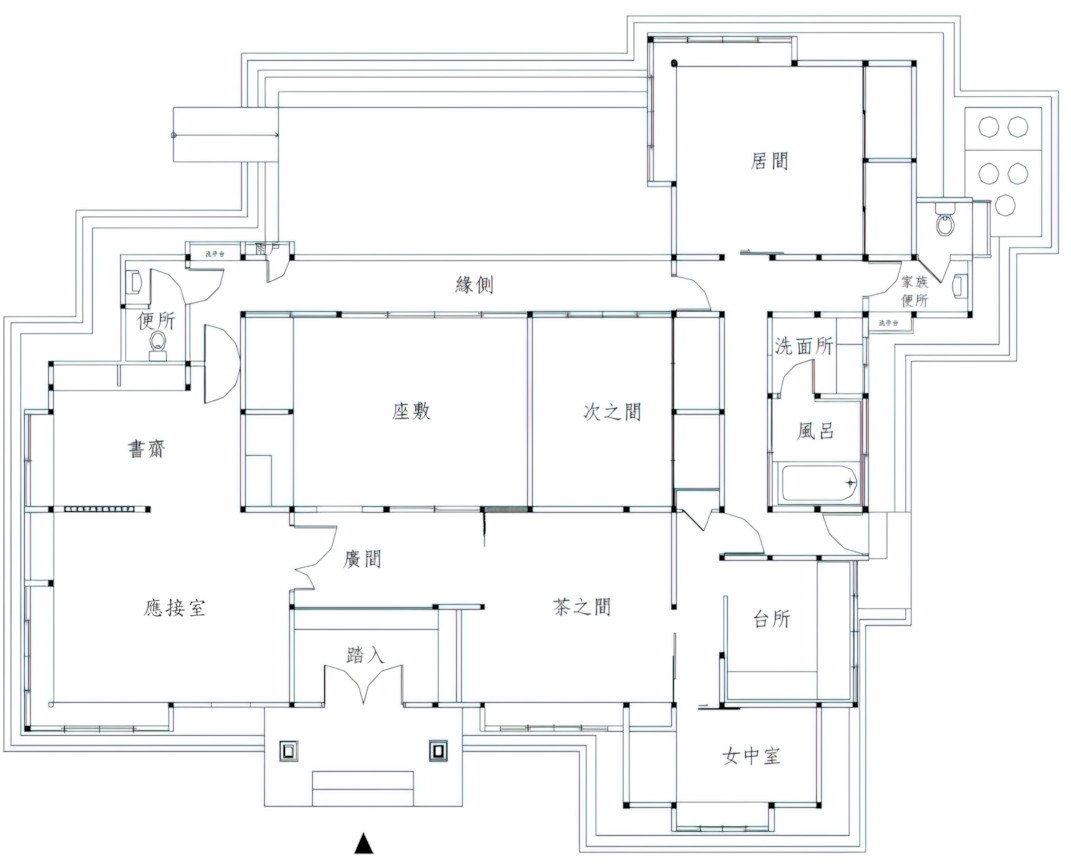 居間
洗手台
雨戶
緣側
家族
便所
便所
洗手台
洗面所
座敷
次之間
風呂
書齋
廣間
應接室
茶之間
台所
踏入
女中室